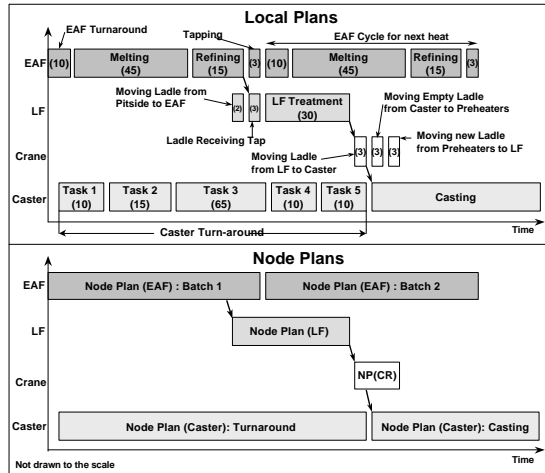 Local Plans
EAF Turnaround
Tapping
EAF Cycle for next heat
EAF
(10)
Melting
(45)
Refining
(15)
(3)
(10)
Melting
(45)
Refining
(15)
(3)
Moving Ladle from
Pitside to EAF
LF
(2)
(3)
LF Treatment
(30)
Moving Empty Ladle
from Caster to Preheaters
Ladle Receiving Tap
Moving new Ladle
from Preheaters to LF
Crane
Moving Ladle
from LF to Caster
(3)
(3)
(3)
Caster
Task 1
(10)
Task 2
(15)
Task 3
(65)
Task 4
(10)
Task 5
(10)
Casting
Caster Turn-around
Time
Node Plans
EAF
Node Plan (EAF) : Batch 1
Node Plan (EAF) : Batch 2
LF
Node Plan (LF)
Crane
NP(CR)
Caster
Node Plan (Caster): Turnaround
Node Plan (Caster): Casting
Not drawn to the scale
Time